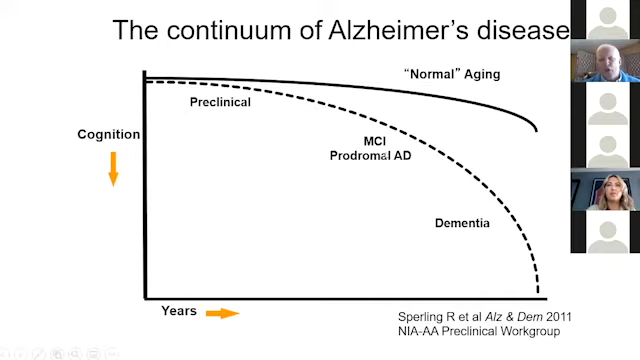 The continuum of Alzheimer's disease
“Normal” Aging
Preclinical
Cognition
MCI
Prodromal AD
Dementia
Years
Sperling R et al Alz & Dem 2011
NIA-AA Preclinical Workgroup